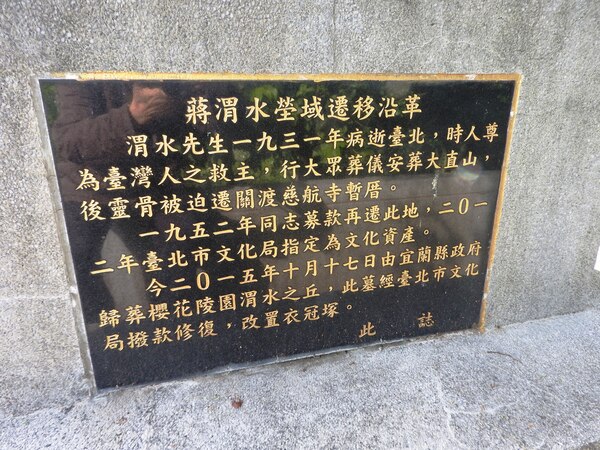 蔣渭水塋域遷移沿革
渭水先生一九三一年病逝臺北，時人尊
為臺灣人之救王，行大眾葬儀安葬大直山，
後靈骨被迫遷關渡慈航寺暫厝。
一九五二年同志募款再遷此地，二０一
二年臺北市文化局指定為文化資產。
今二０一五年十月十七日由宜蘭縣政府
歸葬櫻花陵園渭水之丘，此墓經臺北市文化
局撥款修復，改置衣冠塚。
此　誌